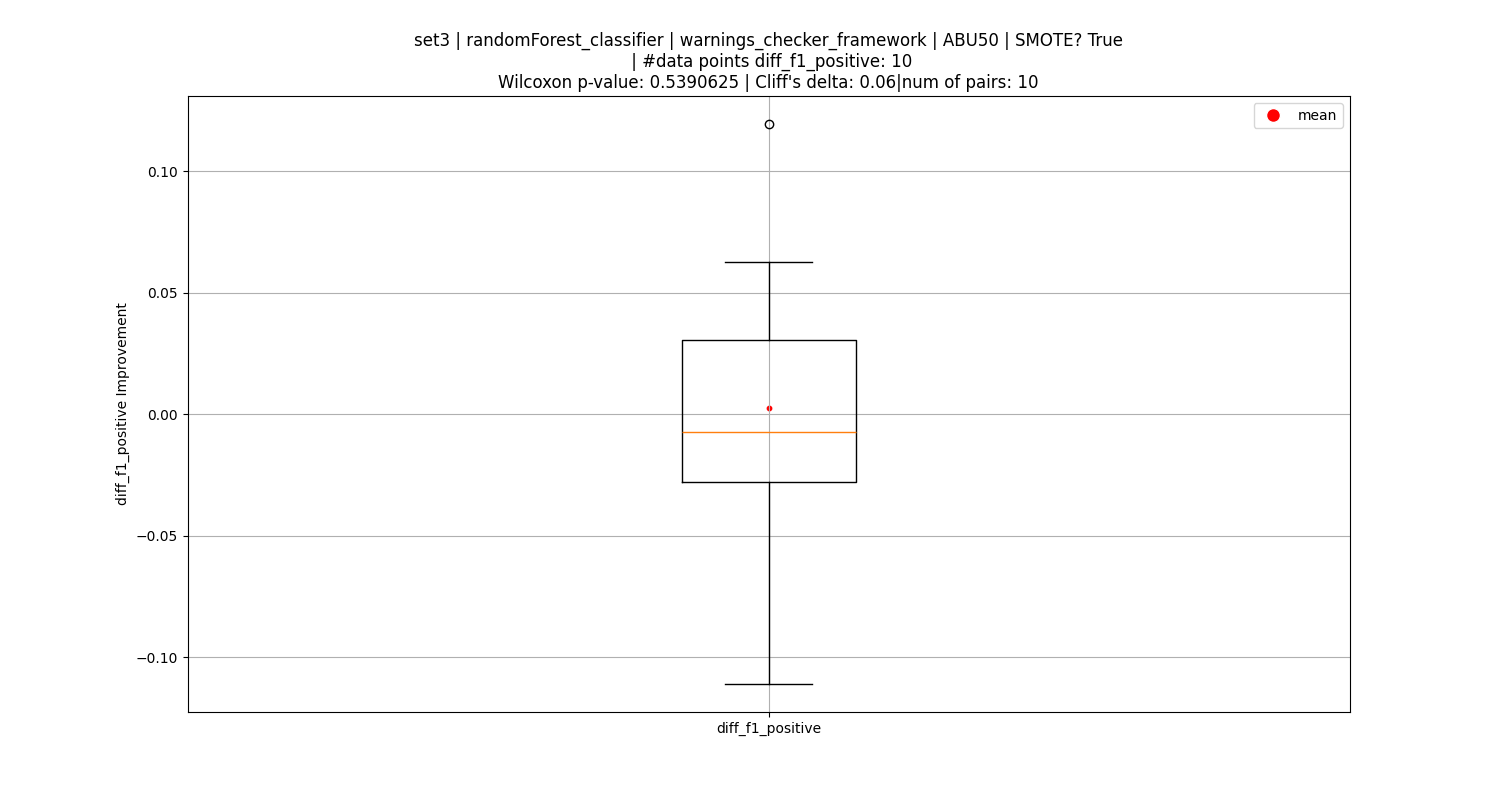 set3 | randomForest_classifier | warnings_checker_framework | ABU50 | SMOTE? True
| #data points diff_f1_positive: 10
Wilcoxon p-value: 0.5390625 | Cliff's delta: 0.06|num of pairs: 10
mean
0.10
0.05
0.00
−0.05
−0.10
diff_f1_positive Improvement
diff_f1_positive